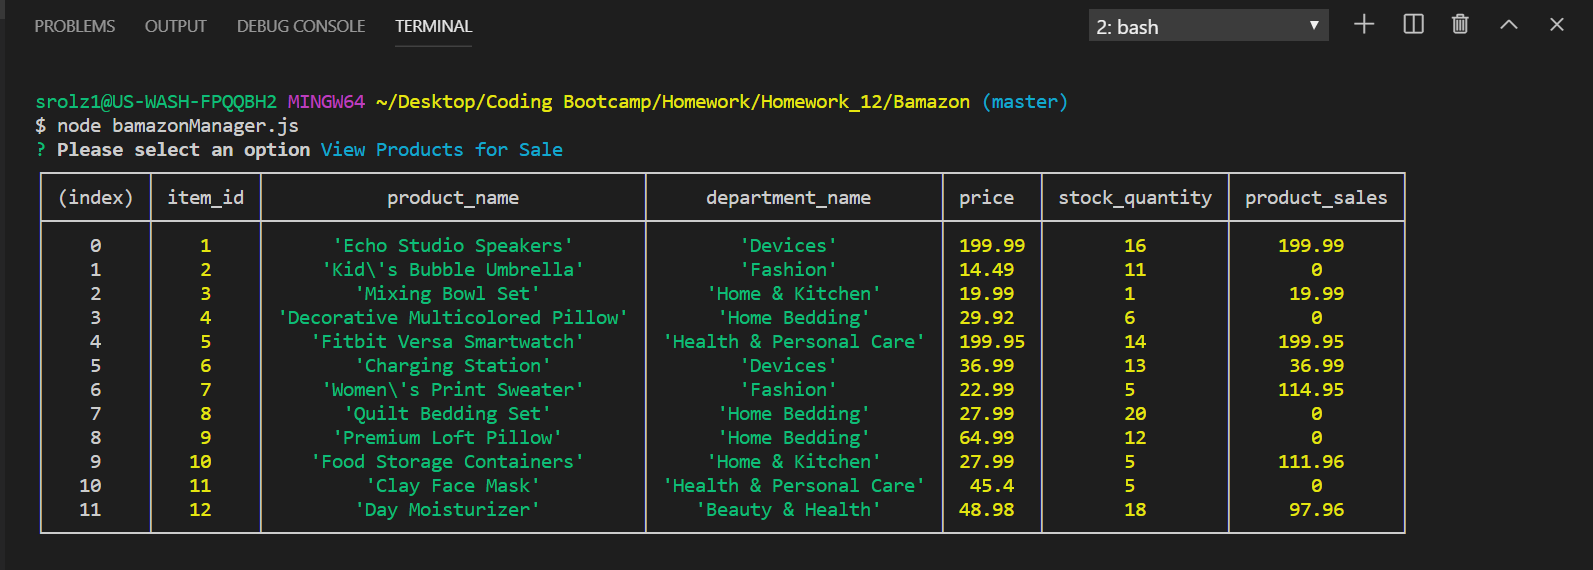 PROBLEMS OUTPUT DEBUG CONSOLE TERMINAL 2: bash
srolz1@US-WASH-FPQQBH2 MINGW64 ~/Desktop/Coding Bootcamp/Homework/Homework_12/Bamazon (master)
$ node bamazonManager.js
? Please select an option View Products for Sale
(index) item_id product_name department_name price stock_quantity product_sales
0 1 'Echo Studio Speakers' 'Devices' 199.99 16 199.99
1 2 'Kid\'s Bubble Umbrella' 'Fashion' 14.49 11 0
2 3 'Mixing Bowl Set' 'Home & Kitchen' 19.99 1 19.99
3 4 'Decorative Multicolored Pillow' 'Home Bedding' 29.92 6 0
4 5 'Fitbit Versa Smartwatch' 'Health & Personal Care' 199.95 14 199.95
5 6 'Charging Station' 'Devices' 36.99 13 36.99
6 7 'Women\'s Print Sweater' 'Fashion' 22.99 5 114.95
7 8 'Quilt Bedding Set' 'Home Bedding' 27.99 20 0
8 9 'Premium Loft Pillow' 'Home Bedding' 64.99 12 0
9 10 'Food Storage Containers' 'Home & Kitchen' 27.99 5 111.96
10 11 'Clay Face Mask' 'Health & Personal Care' 45.4 5 0
11 12 'Day Moisturizer' 'Beauty & Health' 48.98 18 97.96